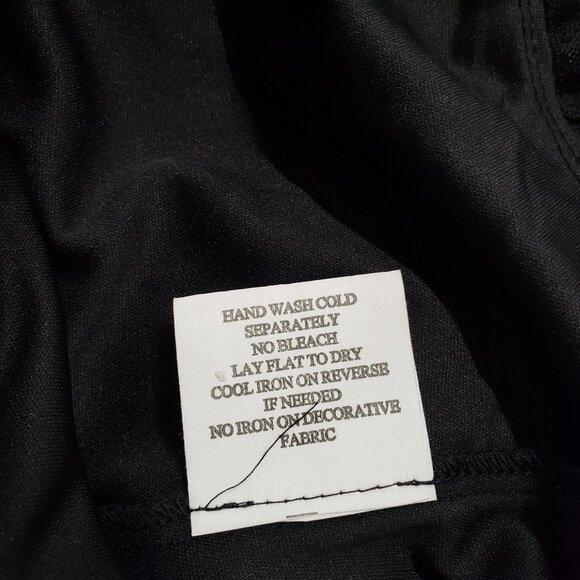 HAND WASH COLD
SEPARATELY
NO BLEACH
LAY FLAT TO DRY
COOL IRON ON REVERSE
IF NEEDED
NO IRON ON DECORATIVE
FABRIC